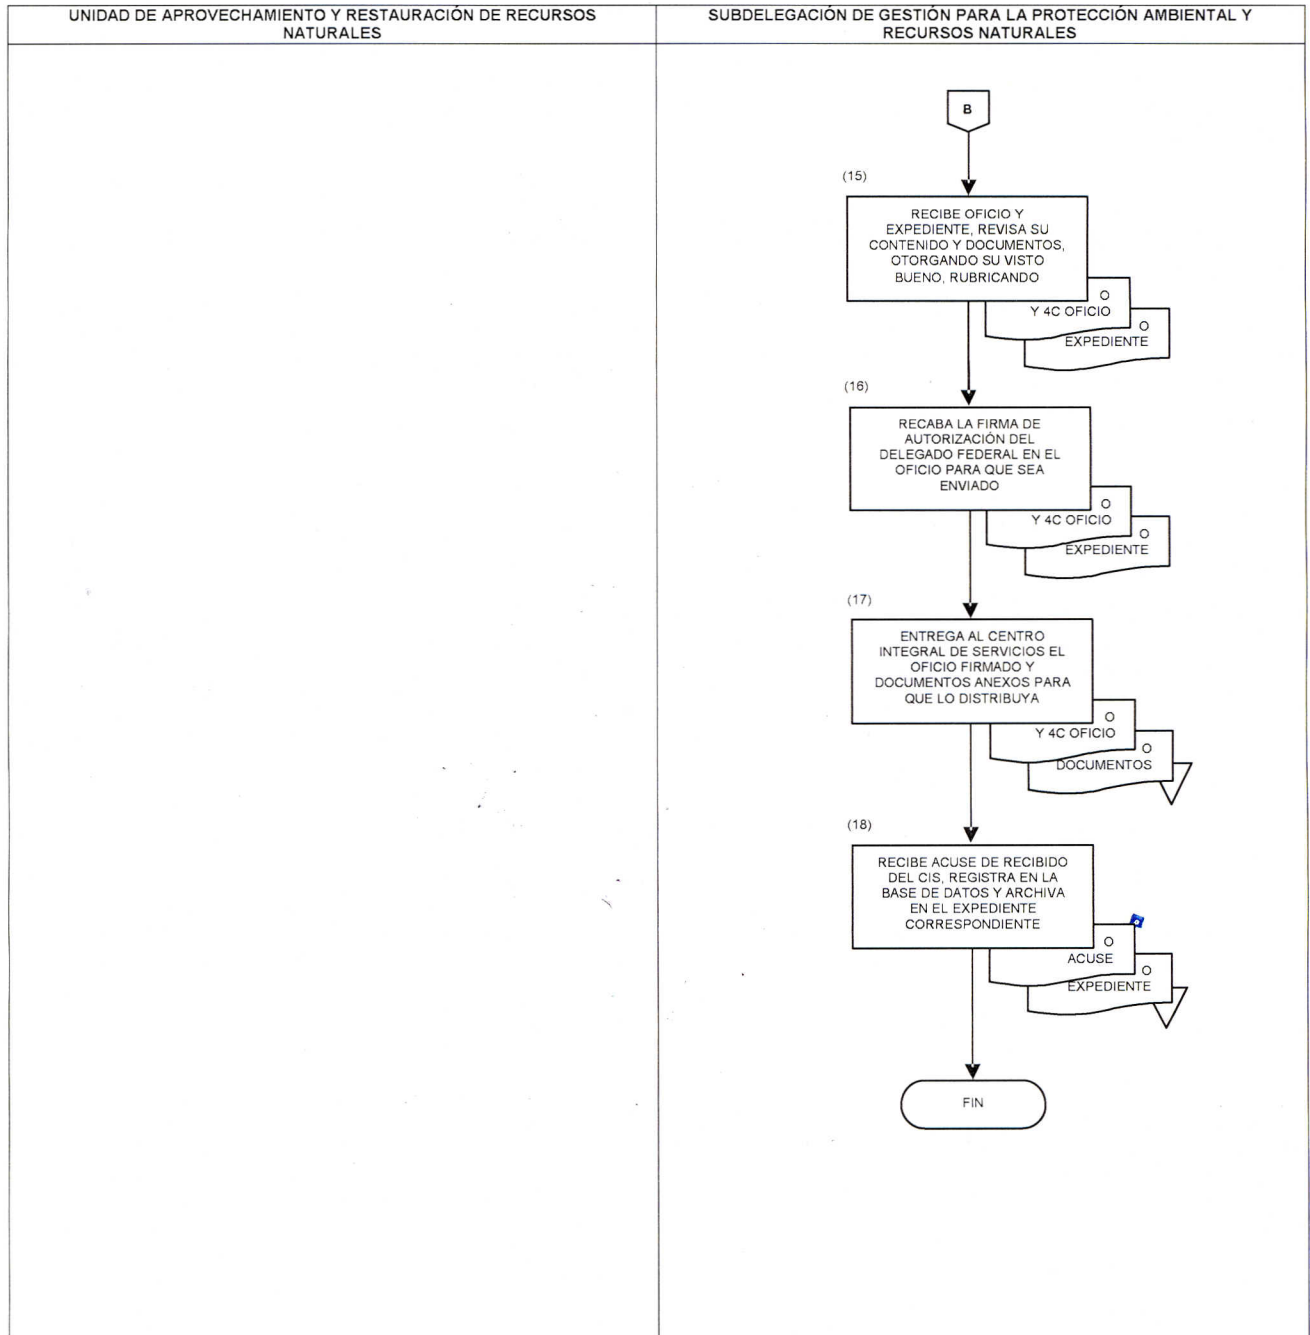 UNIDAD DE APROVECHAMIENTO Y RESTAURACIÓN DE RECURSOS
NATURALES
SUBDELEGACIÓN DE GESTIÓN PARA LA PROTECCIÓN AMBIENTAL Y
RECURSOS NATURALES
B
(15)
RECIBE OFICIO Y
EXPEDIENTE, REVISA SU
CONTENIDO Y DOCUMENTOS,
OTORGANDO SU VISTO
BUENO, RUBRICANDO
O
Y 4C OFICIO
O
EXPEDIENTE
(16)
RECABA LA FIRMA DE
AUTORIZACIÓN DEL
DELEGADO FEDERAL EN EL
OFICIO PARA QUE SEA
ENVIADO
O
Y 4C OFICIO
O
EXPEDIENTE
(17)
ENTREGA AL CENTRO
INTEGRAL DE SERVICIOS EL
OFICIO FIRMADO Y
DOCUMENTOS ANEXOS PARA
QUE LO DISTRIBUYA
O
Y 4C OFICIO
O
DOCUMENTOS
(18)
RECIBE ACUSE DE RECIBIDO
DEL CIS, REGISTRA EN LA
BASE DE DATOS Y ARCHIVA
EN EL EXPEDIENTE
CORRESPONDIENTE
O
ACUSE
O
EXPEDIENTE
FIN